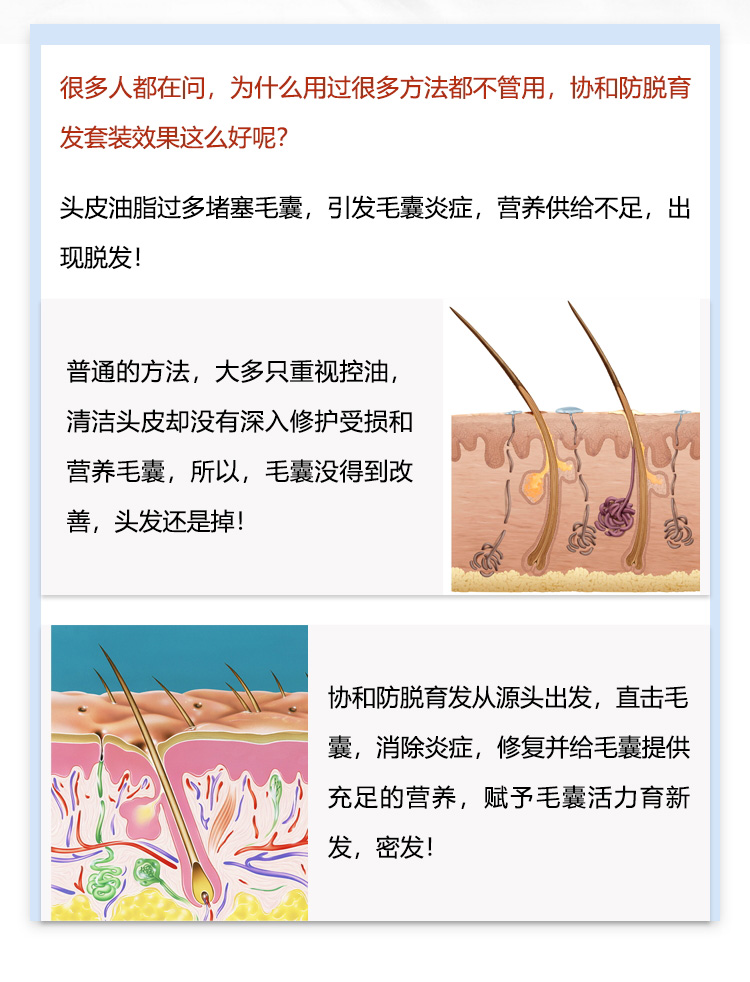 很多人都在问，为什么用过很多方法都不管用，协和防脱育
发套装效果这么好呢？
头皮油脂过多堵塞毛囊，引发毛囊炎症，营养供给不足，出
现脱发！
普通的方法，大多只重视控油，
清洁头皮却没有深入修护受损和
营养毛囊，所以，毛囊没得到改
善，头发还是掉！
协和防脱育发从源头出发，直击毛
囊，消除炎症，修复并给毛囊提供
充足的营养，赋予毛囊活力育新
发，密发！